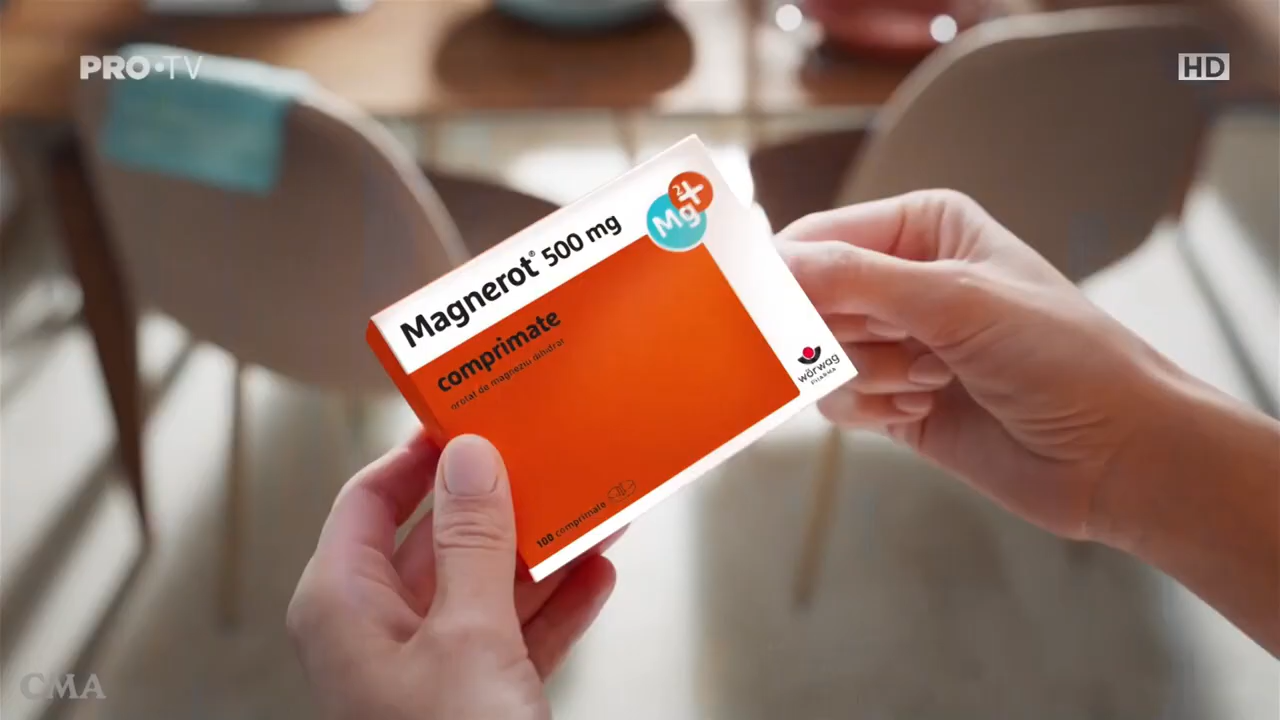 PRO•TV
HD
Magnerot® 500 mg
Mg2+
comprimate
orotat de magneziu dihidrat
wörwag
PHARMA
100 comprimate
CMA